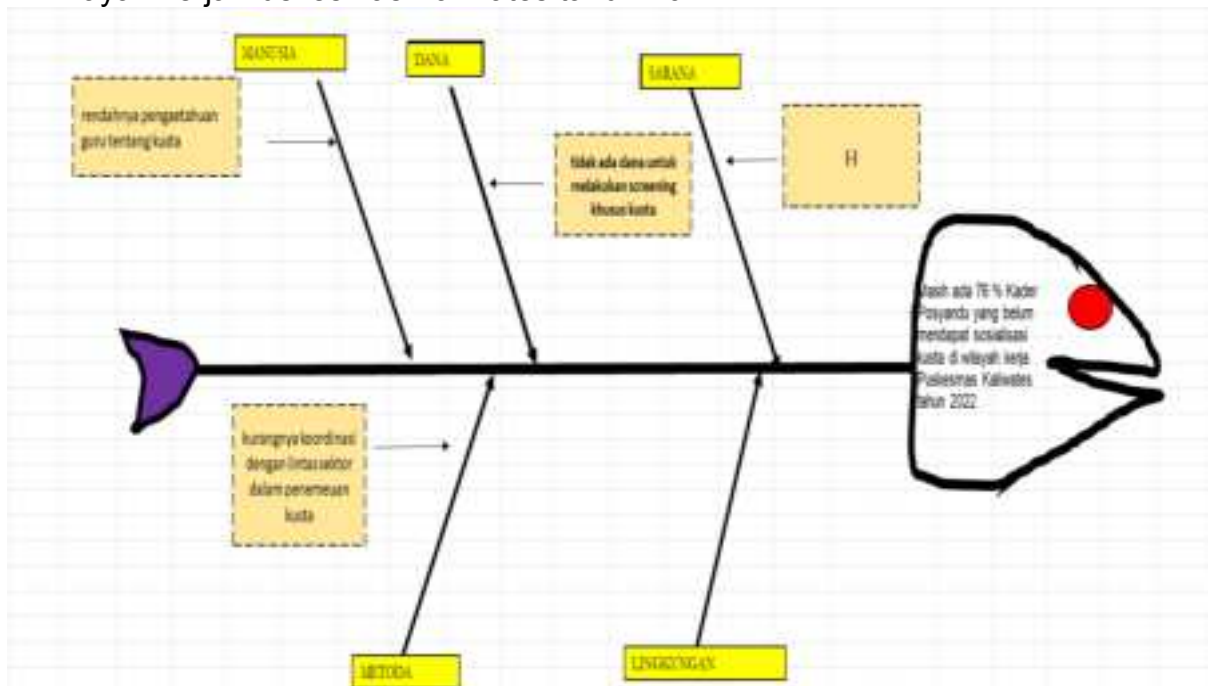 MANUSIA
DANA
SARANA
rendahnya pengaetahuan
guru tentang kusta
tidak ada dana untuk
melakukan screening
khusus kusta
H
Masih ada 76 % Kader
Posyandu yang belum
mendapat sosialisasi
kusta di wilayah kerja
Puskesmas Kaliwates
tahun 2022
kurangnya koordinasi
dengan lintas sektor
dalam penemeuan
kusta
METODA
LINGKUNGAN